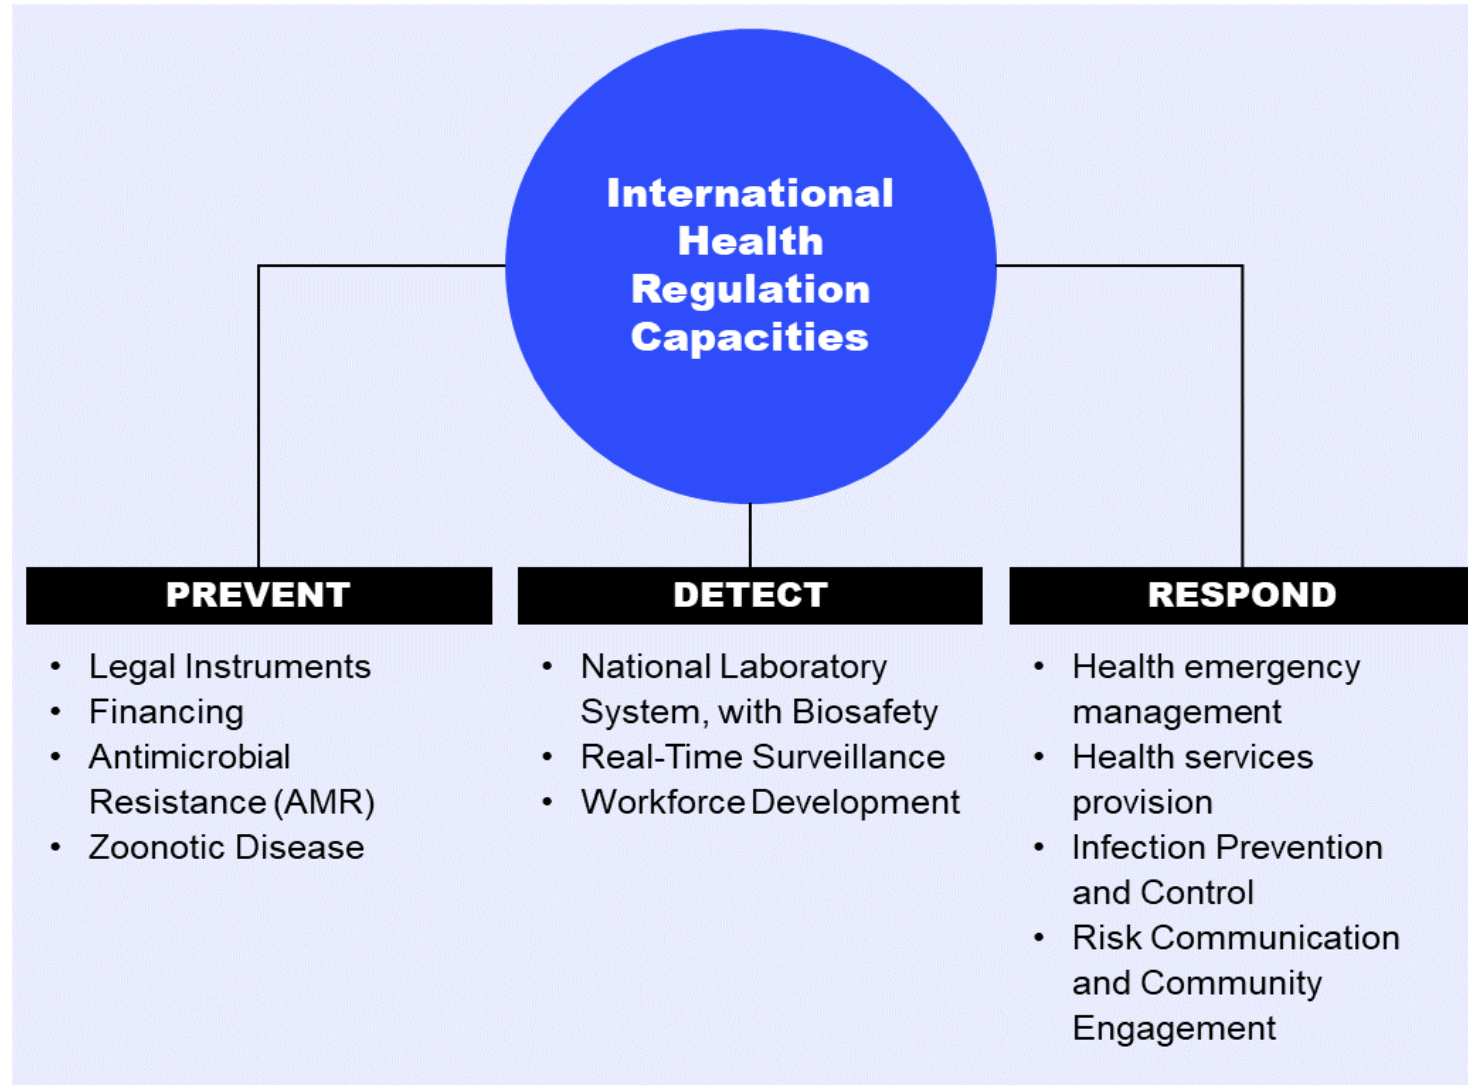 International
Health
Regulation
Capacities
PREVENT
• Legal Instruments
• Financing
• Antimicrobial
Resistance (AMR)
• Zoonotic Disease
DETECT
• National Laboratory
System, with Biosafety
• Real-Time Surveillance
• Workforce Development
RESPOND
• Health emergency
management
• Health services
provision
• Infection Prevention
and Control
• Risk Communication
and Community
Engagement